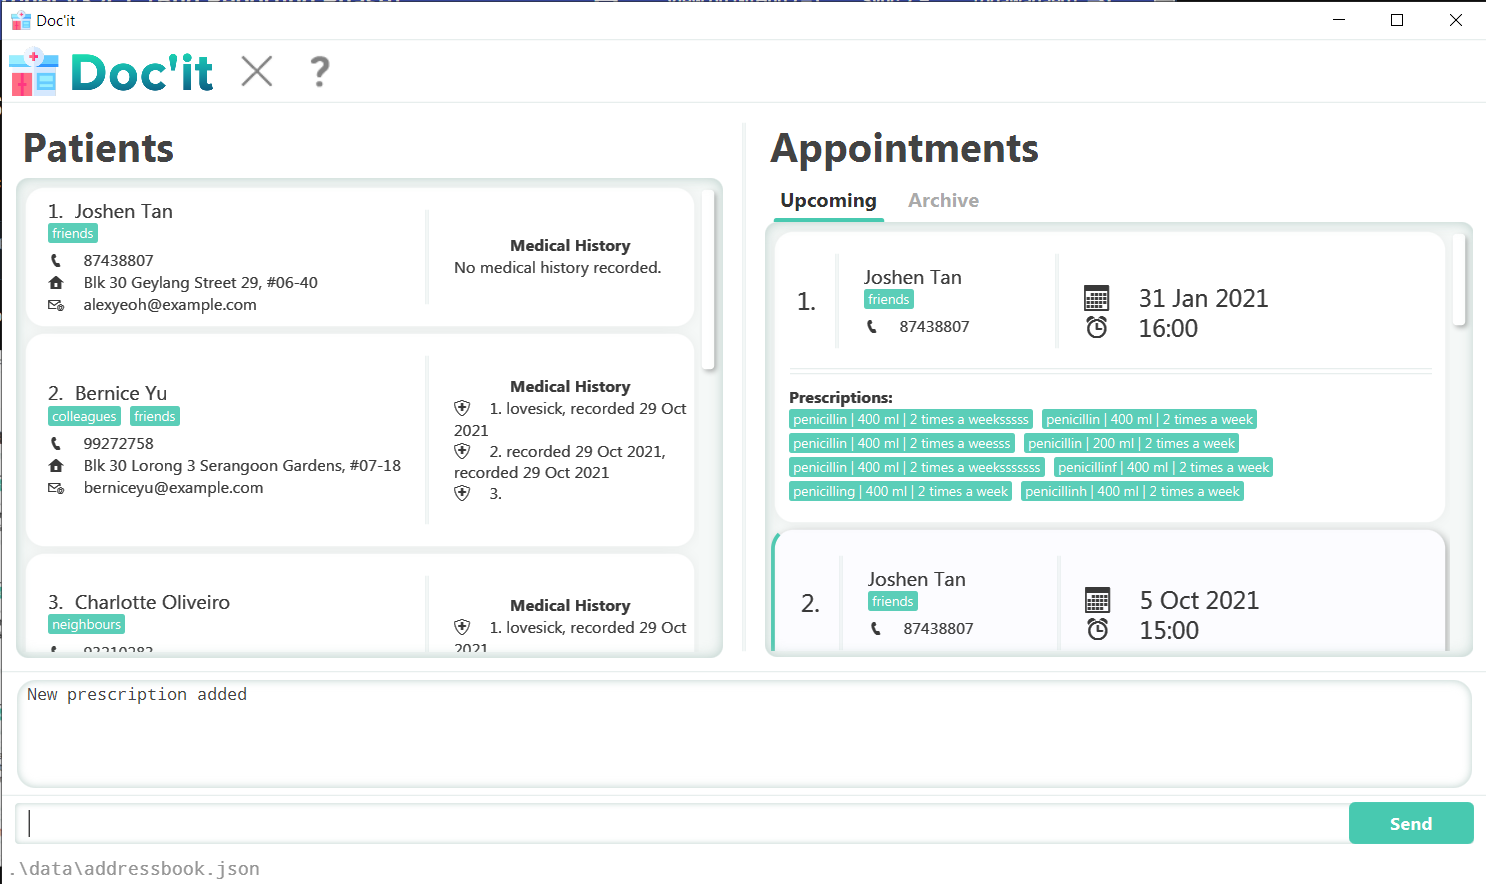 Doc'it
Doc'it
?
Patients
1. Joshen Tan
friends
87438807
Blk 30 Geylang Street 29, #06-40
alexyeoh@example.com
Medical History
No medical history recorded.
2. Bernice Yu
colleagues friends
99272758
Blk 30 Lorong 3 Serangoon Gardens, #07-18
berniceyu@example.com
Medical History
1. lovesick, recorded 29 Oct
2021
2. recorded 29 Oct 2021,
recorded 29 Oct 2021
3.
3. Charlotte Oliveiro
neighbours
93210283
Medical History
1. lovesick, recorded 29 Oct
2021
Appointments
Upcoming Archive
1.
Joshen Tan
friends
87438807
31 Jan 2021
16:00
Prescriptions:
penicillin | 400 ml | 2 times a weeksssss penicillin | 400 ml | 2 times a week
penicillin | 400 ml | 2 times a weesss penicillin | 200 ml | 2 times a week
penicillin | 400 ml | 2 times a weeksssssss penicillinf | 400 ml | 2 times a week
penicilling | 400 ml | 2 times a week penicillinh | 400 ml | 2 times a week
2.
Joshen Tan
friends
87438807
5 Oct 2021
15:00
New prescription added
Send
.\data\addressbook.json